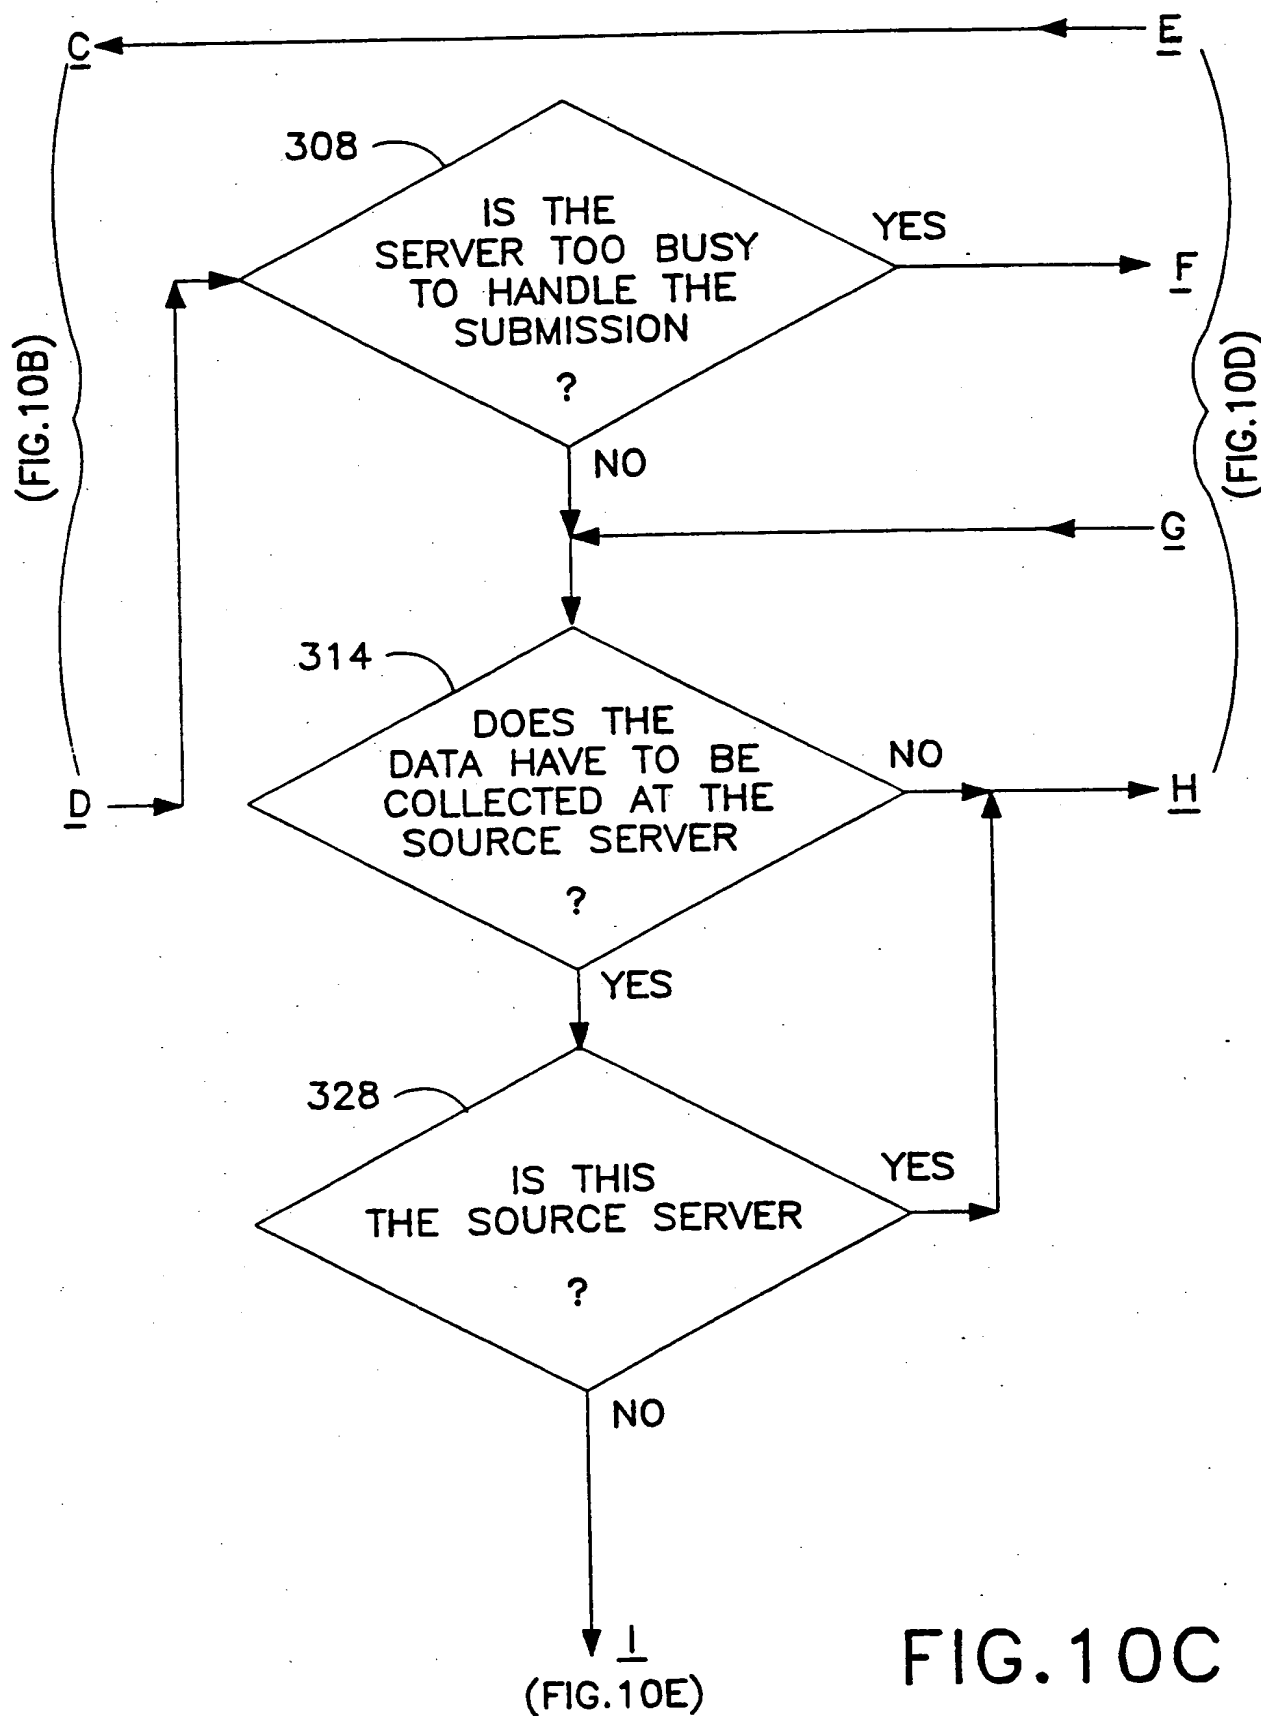 C
E
308
IS THE
SERVER TOO BUSY
TO HANDLE THE
SUBMISSION
?
YES
F
(FIG.10B)
(FIG.10D)
NO
G
314
DOES THE
DATA HAVE TO BE
COLLECTED AT THE
SOURCE SERVER
?
NO
D
H
YES
328
IS THIS
THE SOURCE SERVER
?
YES
NO
I
(FIG.10E)
FIG.10C